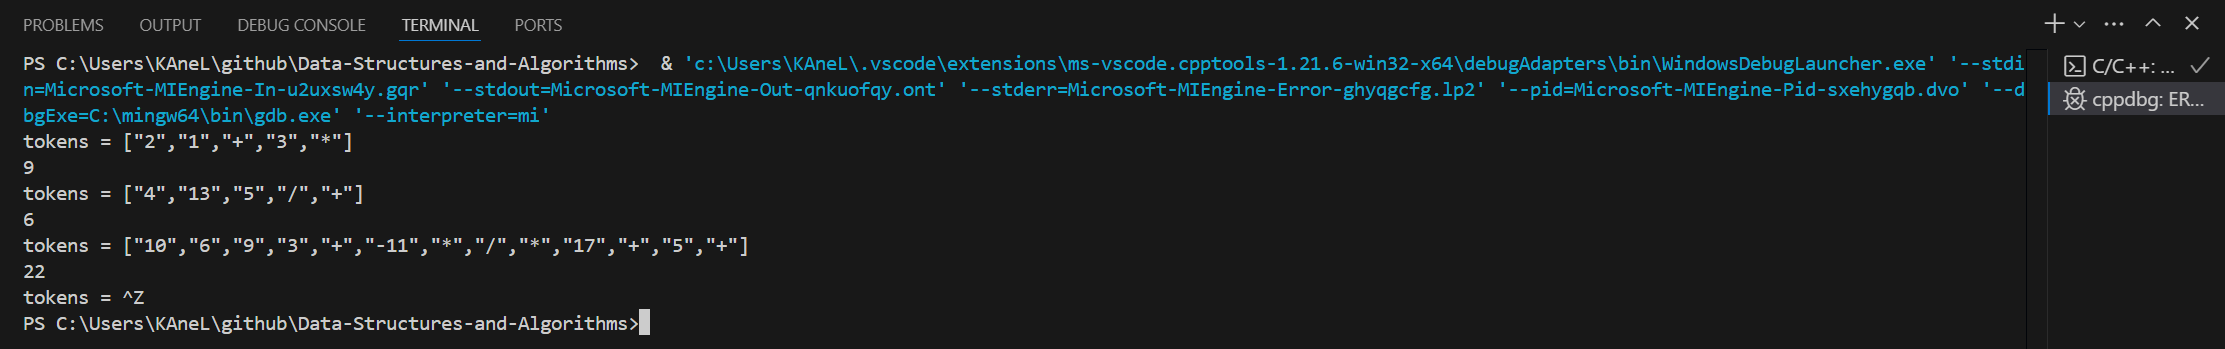 PROBLEMS OUTPUT DEBUG CONSOLE TERMINAL PORTS
PS C:\Users\KAneL\github\Data-Structures-and-Algorithms>  & 'c:\Users\KAneL\.vscode\extensions\ms-vscode.cpptools-1.21.6-win32-x64\debugAdapters\bin\WindowsDebugLauncher.exe' '--stdi
n=Microsoft-MIEngine-In-u2uxsw4y.gqr' '--stdout=Microsoft-MIEngine-Out-qnkuofqy.ont' '--stderr=Microsoft-MIEngine-Error-ghyqgcfg.lp2' '--pid=Microsoft-MIEngine-Pid-sxehygqb.dvo' '--d
bgExe=C:\mingw64\bin\gdb.exe' '--interpreter=mi'
tokens = ["2","1","+","3","*"]
9
tokens = ["4","13","5","/","+"]
6
tokens = ["10","6","9","3","+","-11","*","/","*","17","+","5","+"]
22
tokens = ^Z
PS C:\Users\KAneL\github\Data-Structures-and-Algorithms>
C/C++: ...
cppdbg: ER...